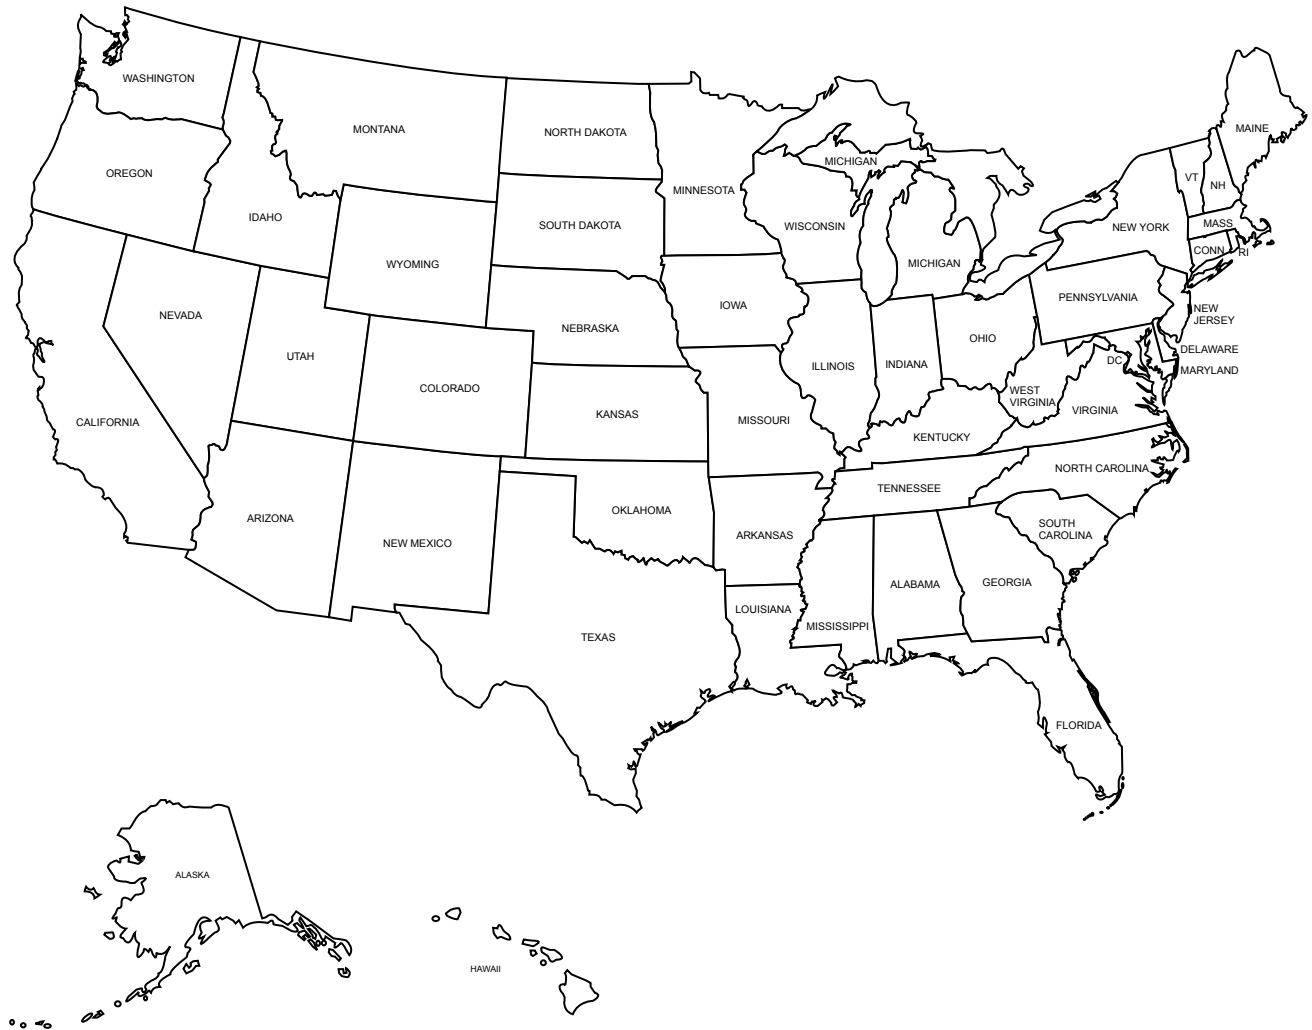 WASHINGTON
MONTANA
NORTH DAKOTA
MAINE
OREGON
IDAHO
MINNESOTA
MICHIGAN
VT
NH
SOUTH DAKOTA
WISCONSIN
NEW YORK
MASS
CONN
RI
WYOMING
MICHIGAN
PENNSYLVANIA
NEVADA
IOWA
NEW
JERSEY
NEBRASKA
OHIO
UTAH
ILLINOIS
INDIANA
DC
DELAWARE
MARYLAND
COLORADO
WEST
VIRGINIA
CALIFORNIA
KANSAS
MISSOURI
VIRGINIA
KENTUCKY
NORTH CAROLINA
TENNESSEE
ARIZONA
OKLAHOMA
NEW MEXICO
ARKANSAS
SOUTH
CAROLINA
ALABAMA
GEORGIA
LOUISIANA
MISSISSIPPI
TEXAS
FLORIDA
ALASKA
HAWAII